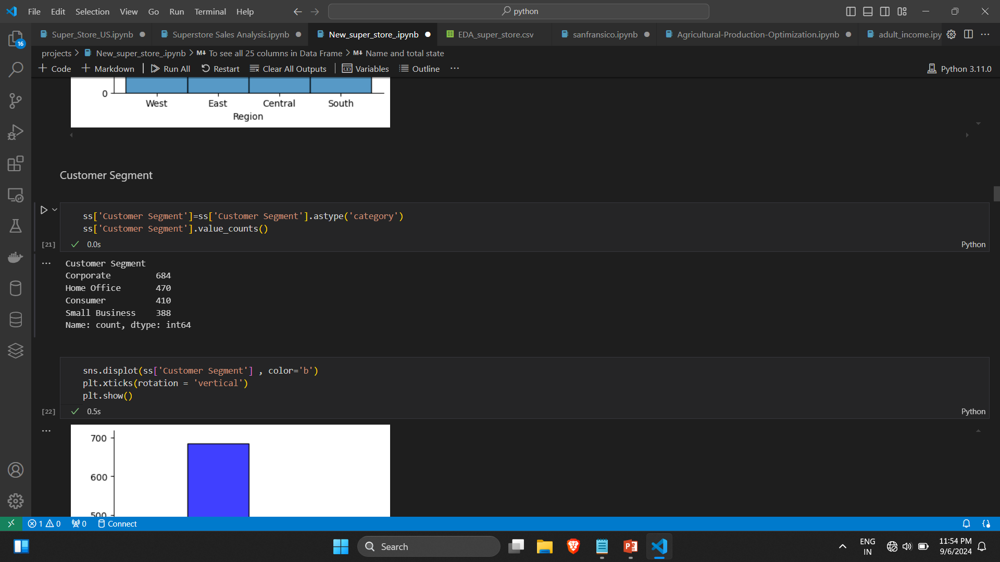 File Edit Selection View Go Run Terminal Help
python
Super_Store_US.ipynb Superstore Sales Analysis.ipynb New_super_store_.ipynb EDA_super_store.csv sanfransico.ipynb Agricultural-Production-Optimization.ipynb adult_income.ipy
16
projects > New_super_store_.ipynb > M↓ To see all 25 columns in Data Frame > M↓ Name and total state
+ Code + Markdown | Run All Restart Clear All Outputs | Variables Outline ...
Python 3.11.0
0
West East Central South
Region
Customer Segment
ss['Customer Segment']=ss['Customer Segment'].astype('category')
ss['Customer Segment'].value_counts()
[21] 0.0s Python
Customer Segment
Corporate 684
Home Office 470
Consumer 410
Small Business 388
Name: count, dtype: int64
sns.displot(ss['Customer Segment'] , color='b')
plt.xticks(rotation = 'vertical')
plt.show()
[22] 0.5s Python
700
600
500
1 0 0 Connect
Search
ENG
IN
11:54 PM
9/6/2024